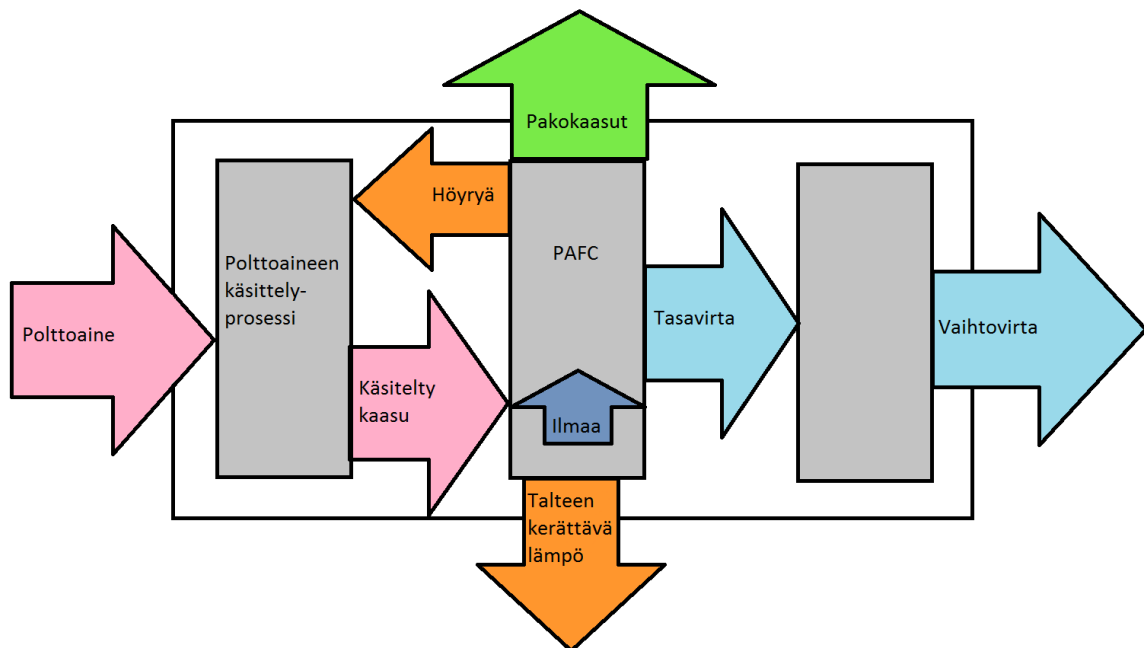 Pakokaasut
Höyryä
PAFC
Polttoaineen
käsittely-
prosessi
Polttoaine
Tasavirta
Vaihtovirta
Käsitelty
kaasu
Ilmaa
Talteen
kerättävä
lämpö